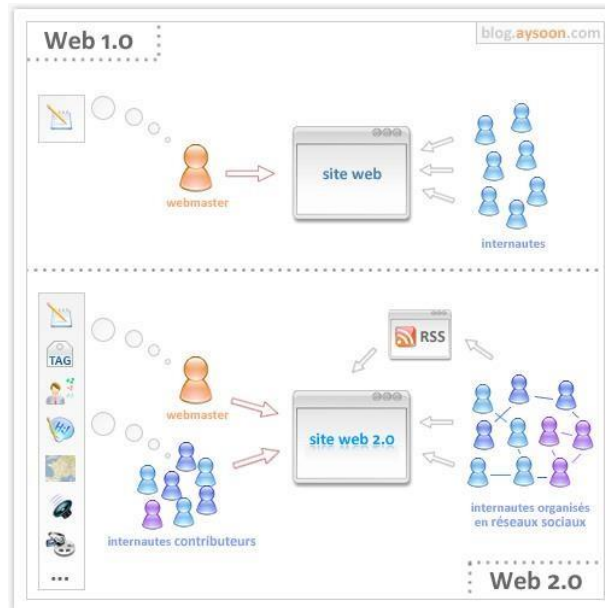 Web 1.0
blog.aysoon.com
site web
webmaster
internautes
RSS
TAG
webmaster
Hi!
site web 2.0
internautes contributeurs
internautes organisés
en réseaux sociaux
...
Web 2.0